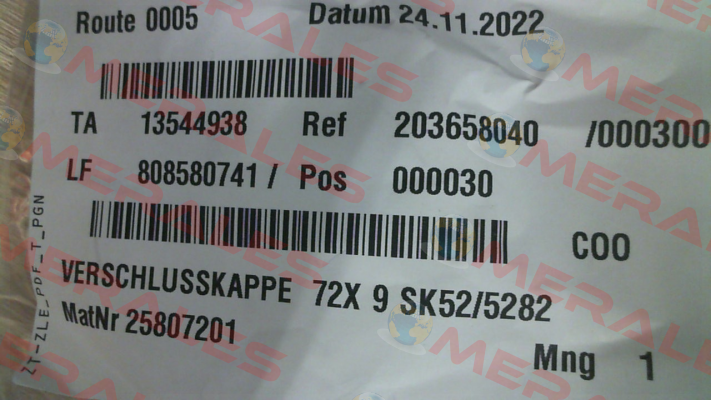 Route 0005 Datum 24.11.2022
TA 13544938 Ref 203658040 /000300
LF 808580741 / Pos 000030
COO
VERSCHLUSSKAPPE 72X 9 SK52/5282
MatNr 25807201
Mng 1
ZT-ZLE_PDF_T_PGN
MERALES